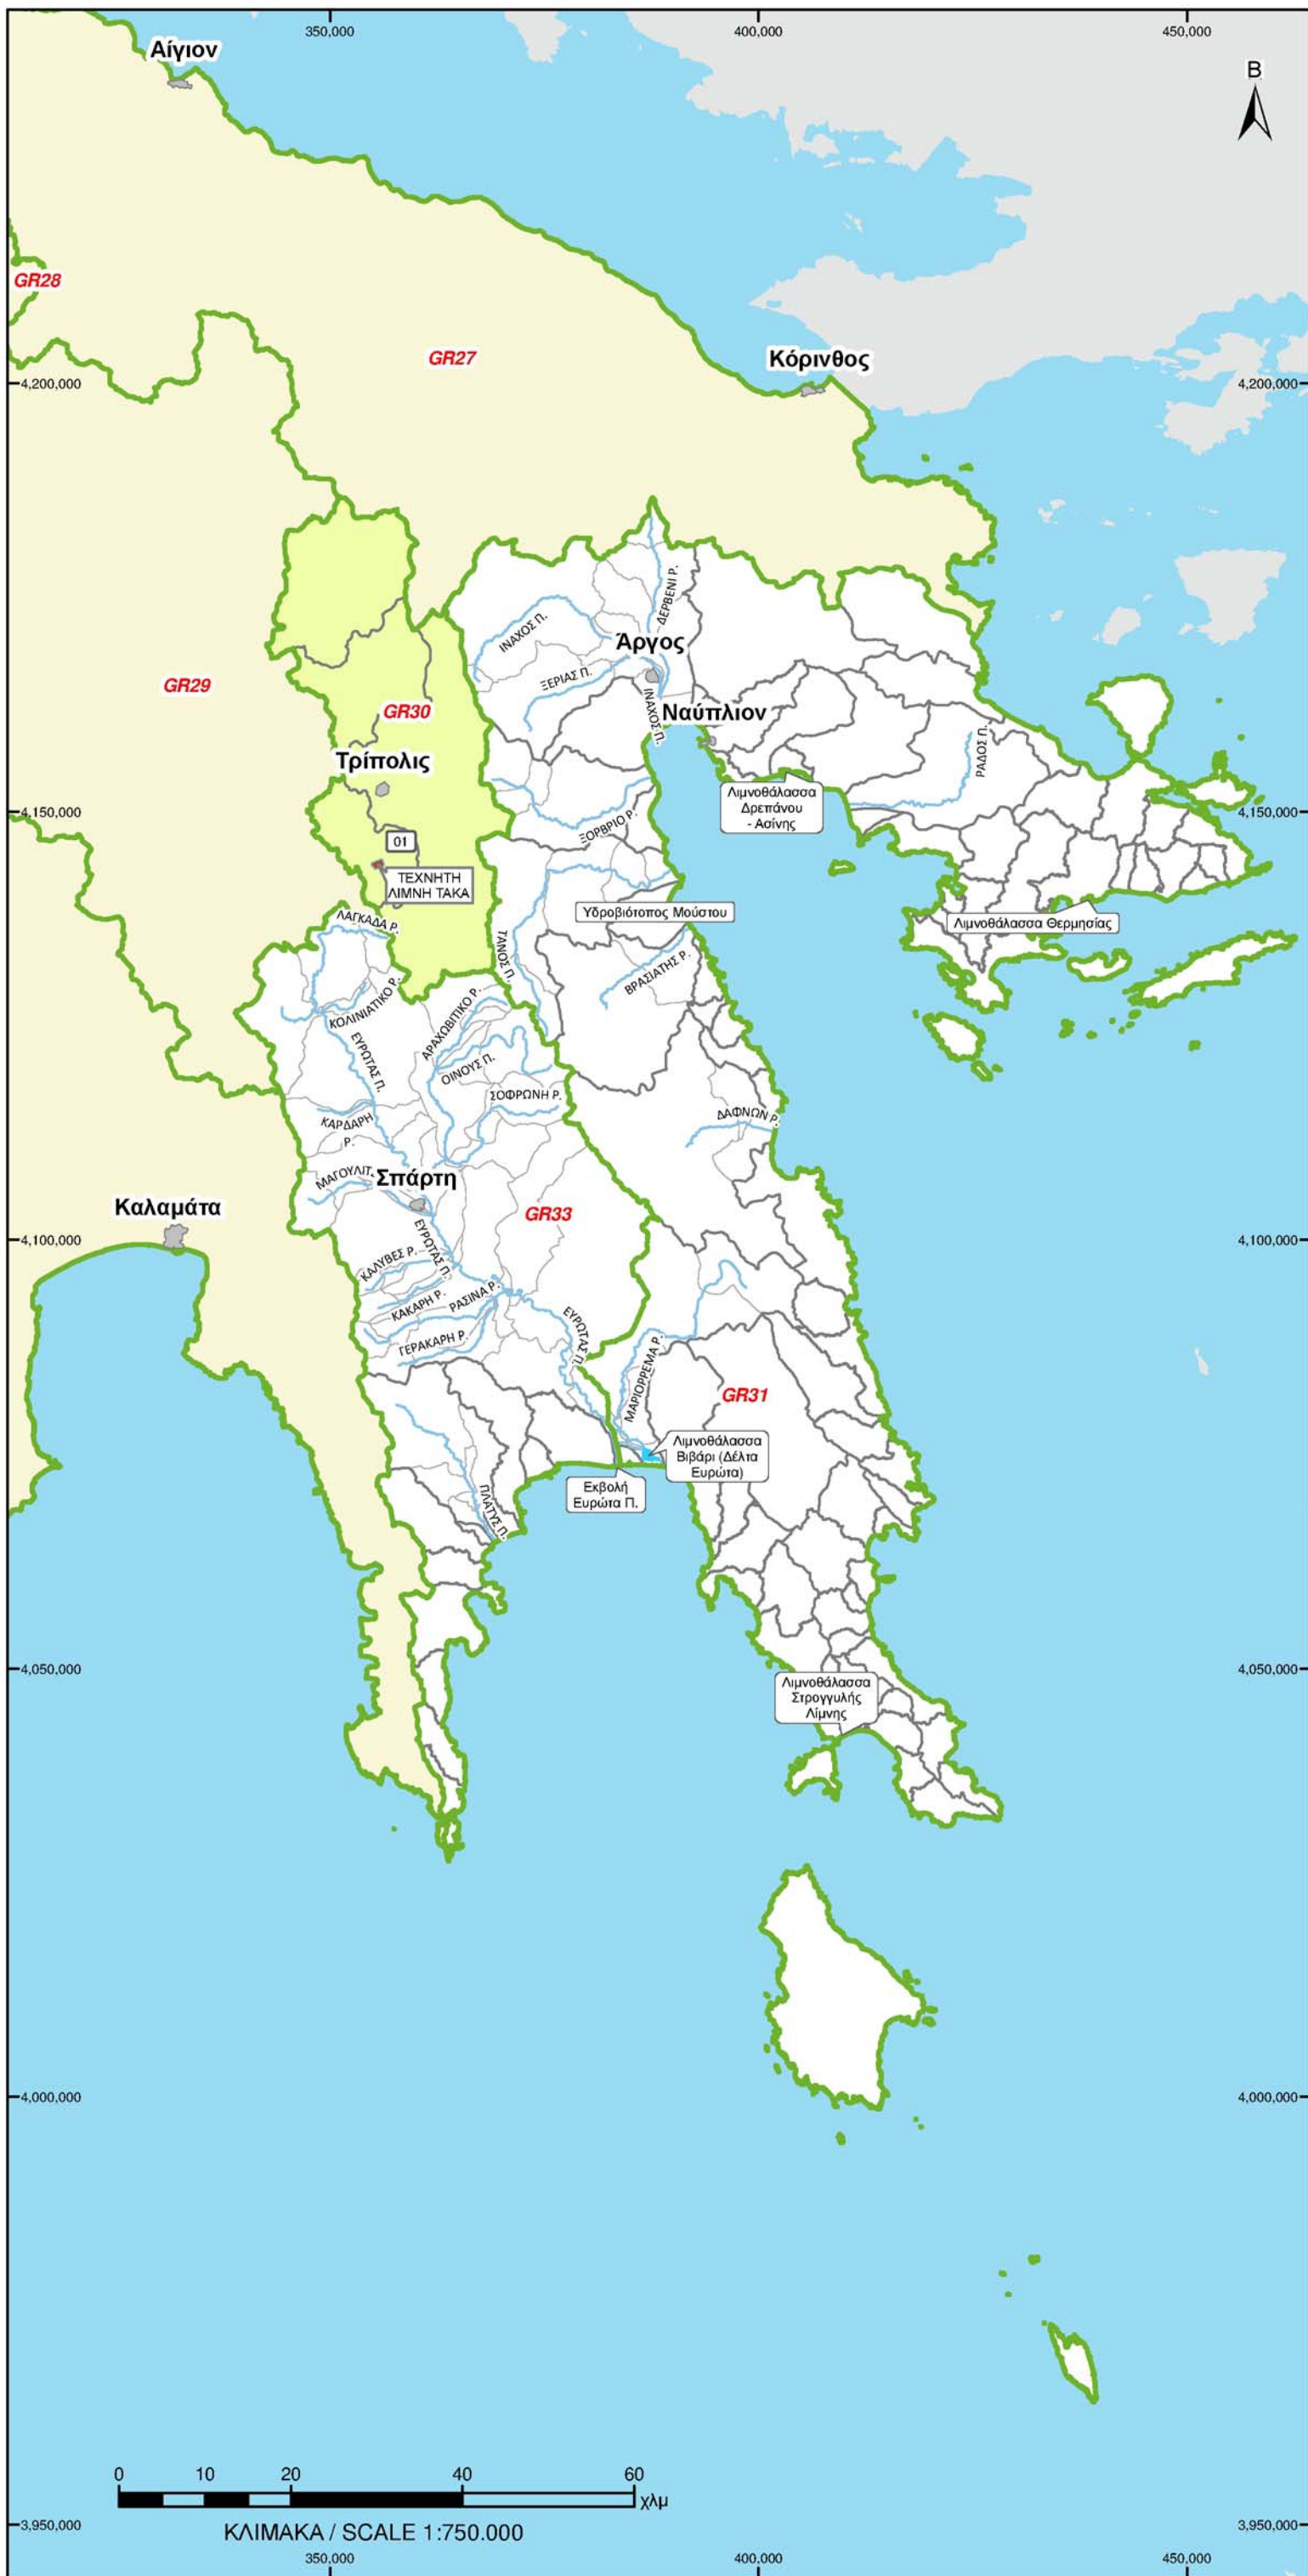 350,000
400,000
450,000
Αίγιον
Β
GR28
GR27
Κόρινθος
4,200,000
4,200,000
ΔΕΡΒΕΝΙ Ρ.
ΙΝΑΧΟΣ Π.
Άργος
ΞΕΡΙΑΣ Π.
GR29
GR30
ΙΝΑΧΟΣ Π.
Ναύπλιον
ΡΑΔΟΣ Π.
Τρίπολις
Λιμνοθάλασσα
Δρεπάνου
- Ασίνης
4,150,000
4,150,000
ΞΟΡΒΡΙΟ Ρ.
01
ΤΕΧΝΗΤΗ
ΛΙΜΝΗ ΤΑΚΑ
Υδροβιότοπος Μούστου
Λιμνοθάλασσα Θερμησίας
ΛΑΓΚΑΔΑ Ρ.
ΤΑΝΟΣ Π.
ΒΡΑΣΙΑΤΗΣ Ρ.
ΚΟΛΙΝΙΑΤΙΚΟ Ρ.
ΑΡΑΧΩΒΙΤΙΚΟ Ρ.
ΕΥΡΩΤΑΣ Π.
ΟΙΝΟΥΣ Π.
ΣΟΦΡΩΝΗ Ρ.
ΔΑΦΝΩΝ Ρ.
ΚΑΡΔΑΡΗ
Ρ.
ΜΑΓΟΥΛΙΤ.
Σπάρτη
Καλαμάτα
GR33
4,100,000
4,100,000
ΕΥΡΩΤΑΣ Π.
ΚΑΛΥΒΕΣ Ρ.
ΚΑΚΑΡΗ Ρ.
ΡΑΣΙΝΑ Ρ.
ΓΕΡΑΚΑΡΗ Ρ.
ΕΥΡΩΤΑΣ Π.
ΜΑΡΙΟΡΡΕΜΑ Ρ.
GR31
Λιμνοθάλασσα
Βιβάρι (Δέλτα
Ευρώτα)
Εκβολή
Ευρώτα Π.
ΠΛΑΤΥΣ Π.
4,050,000
4,050,000
Λιμνοθάλασσα
Στρογγυλής
Λίμνης
4,000,000
4,000,000
0 10 20 40 60
χλμ
ΚΛΙΜΑΚΑ / SCALE 1:750.000
3,950,000
3,950,000
350,000
400,000
450,000